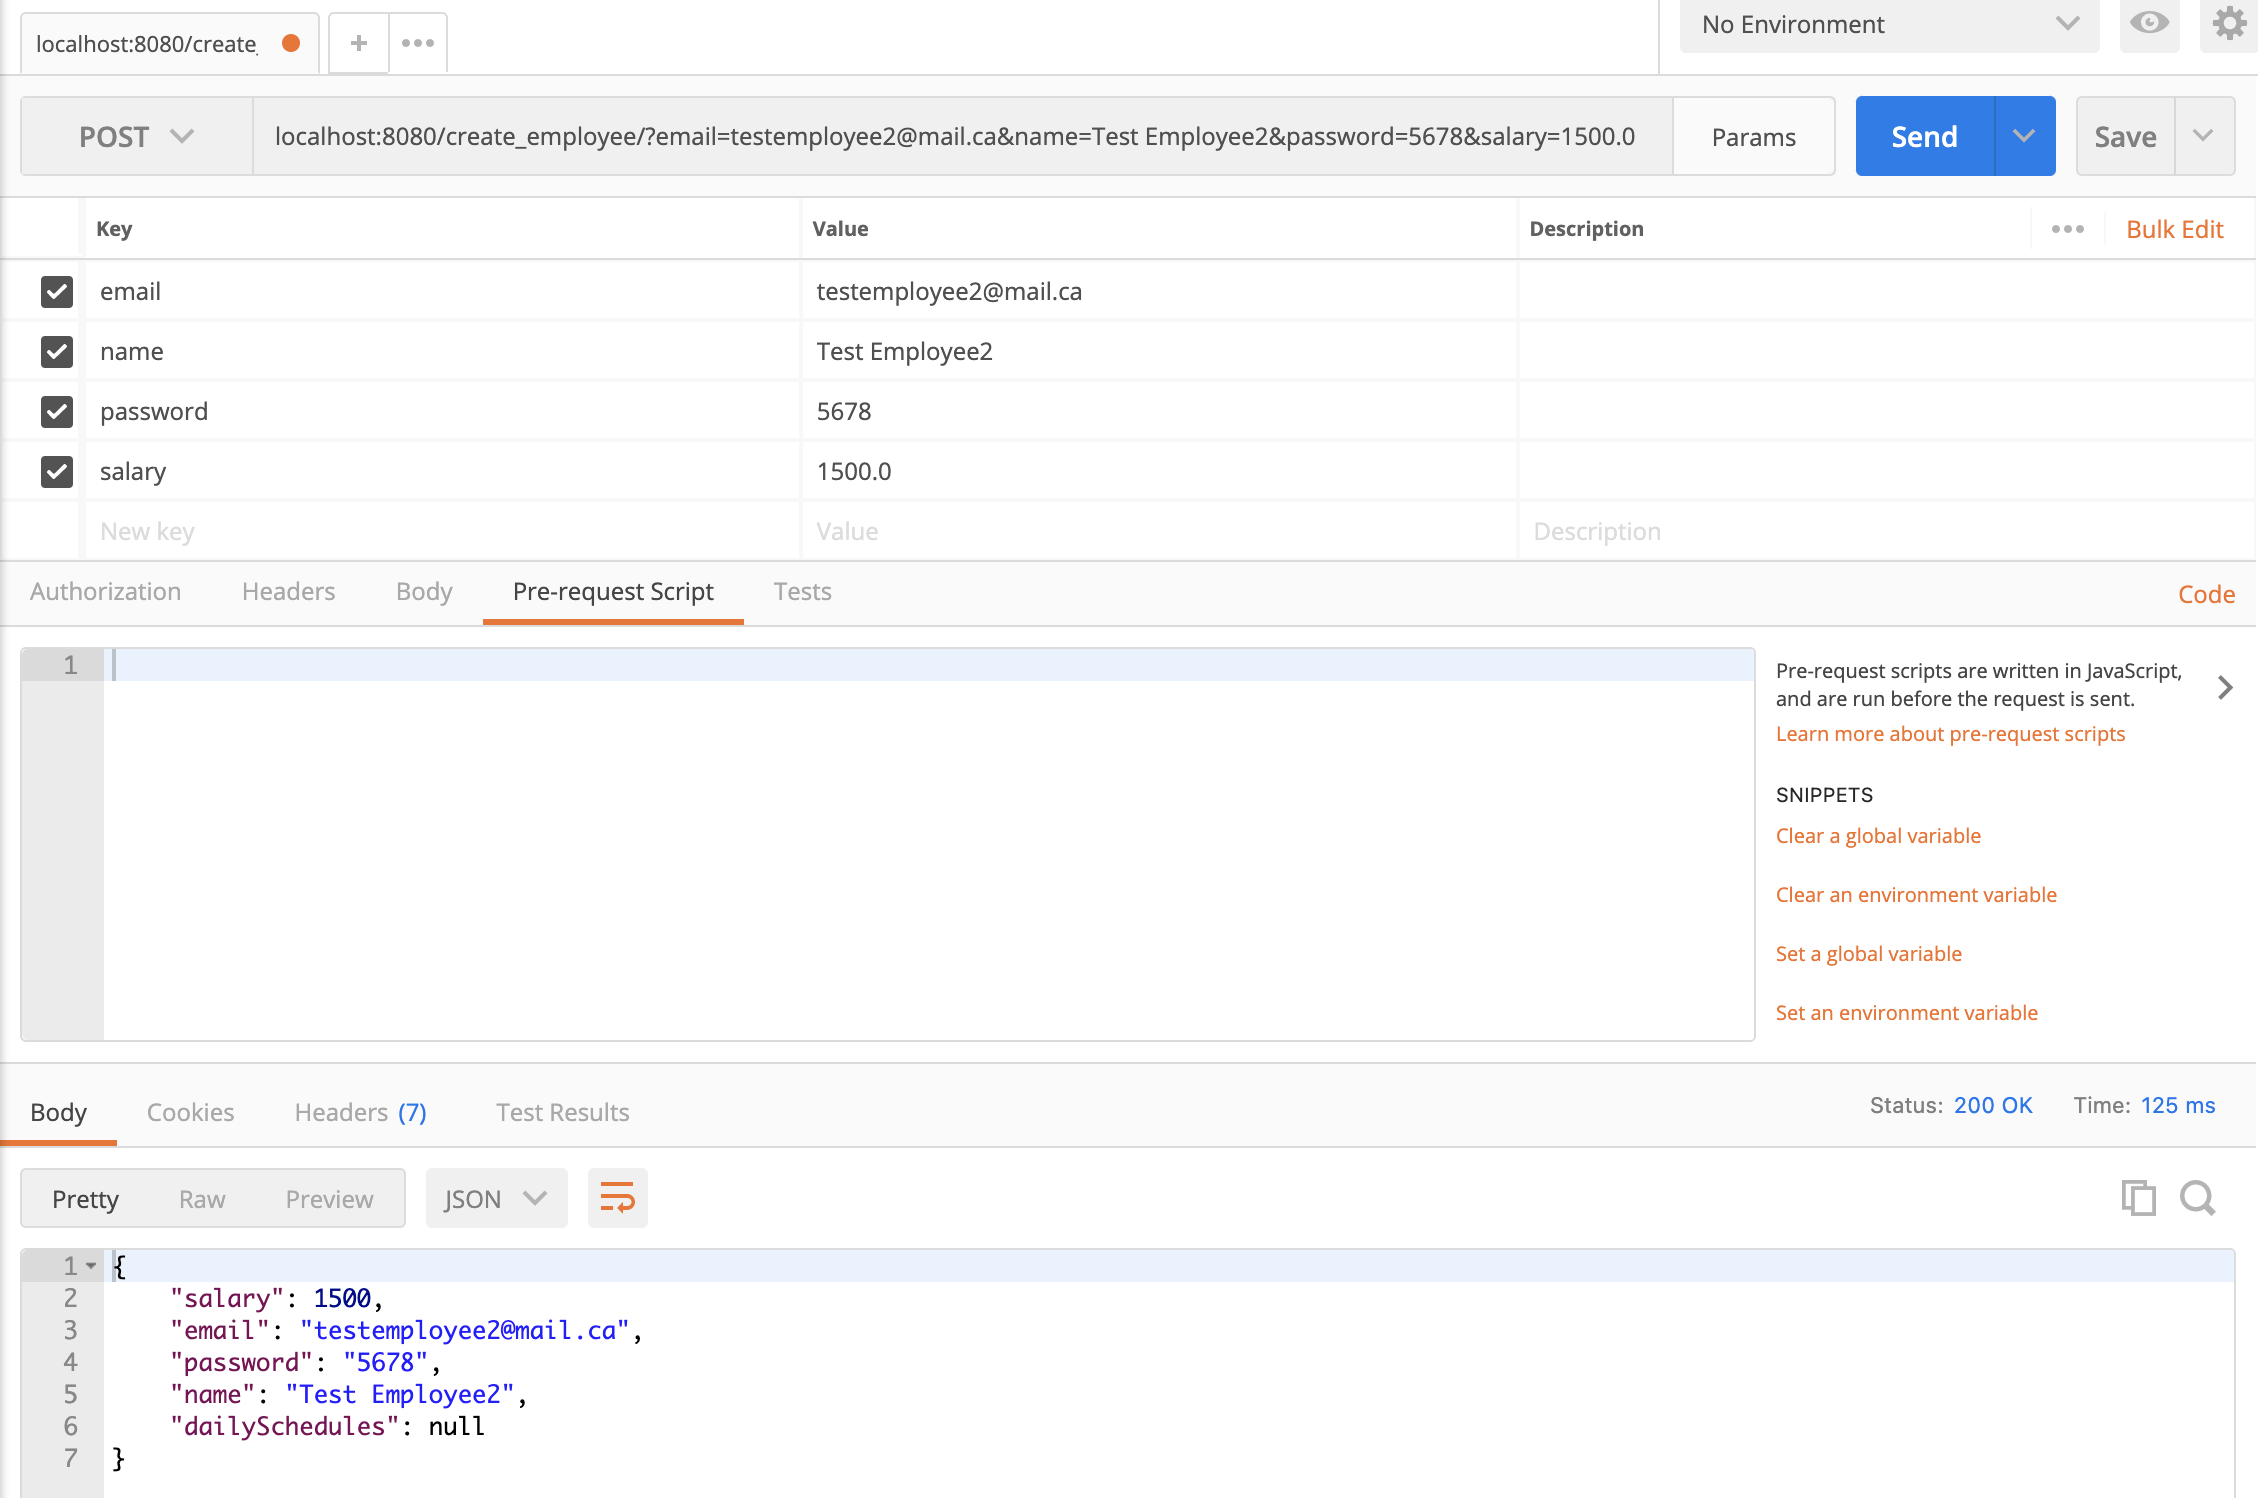 localhost:8080/create_
+
No Environment
POST
localhost:8080/create_employee/?email=testemployee2@mail.ca&name=Test Employee2&password=5678&salary=1500.0
Params
Send
Save
Key Value Description Bulk Edit
email testemployee2@mail.ca
name Test Employee2
password 5678
salary 1500.0
New key Value Description
Authorization Headers Body Pre-request Script Tests Code
1
Pre-request scripts are written in JavaScript,
and are run before the request is sent.
Learn more about pre-request scripts
SNIPPETS
Clear a global variable
Clear an environment variable
Set a global variable
Set an environment variable
Body Cookies Headers (7) Test Results Status: 200 OK Time: 125 ms
Pretty Raw Preview JSON
1 {
2 "salary": 1500,
3 "email": "testemployee2@mail.ca",
4 "password": "5678",
5 "name": "Test Employee2",
6 "dailySchedules": null
7 }